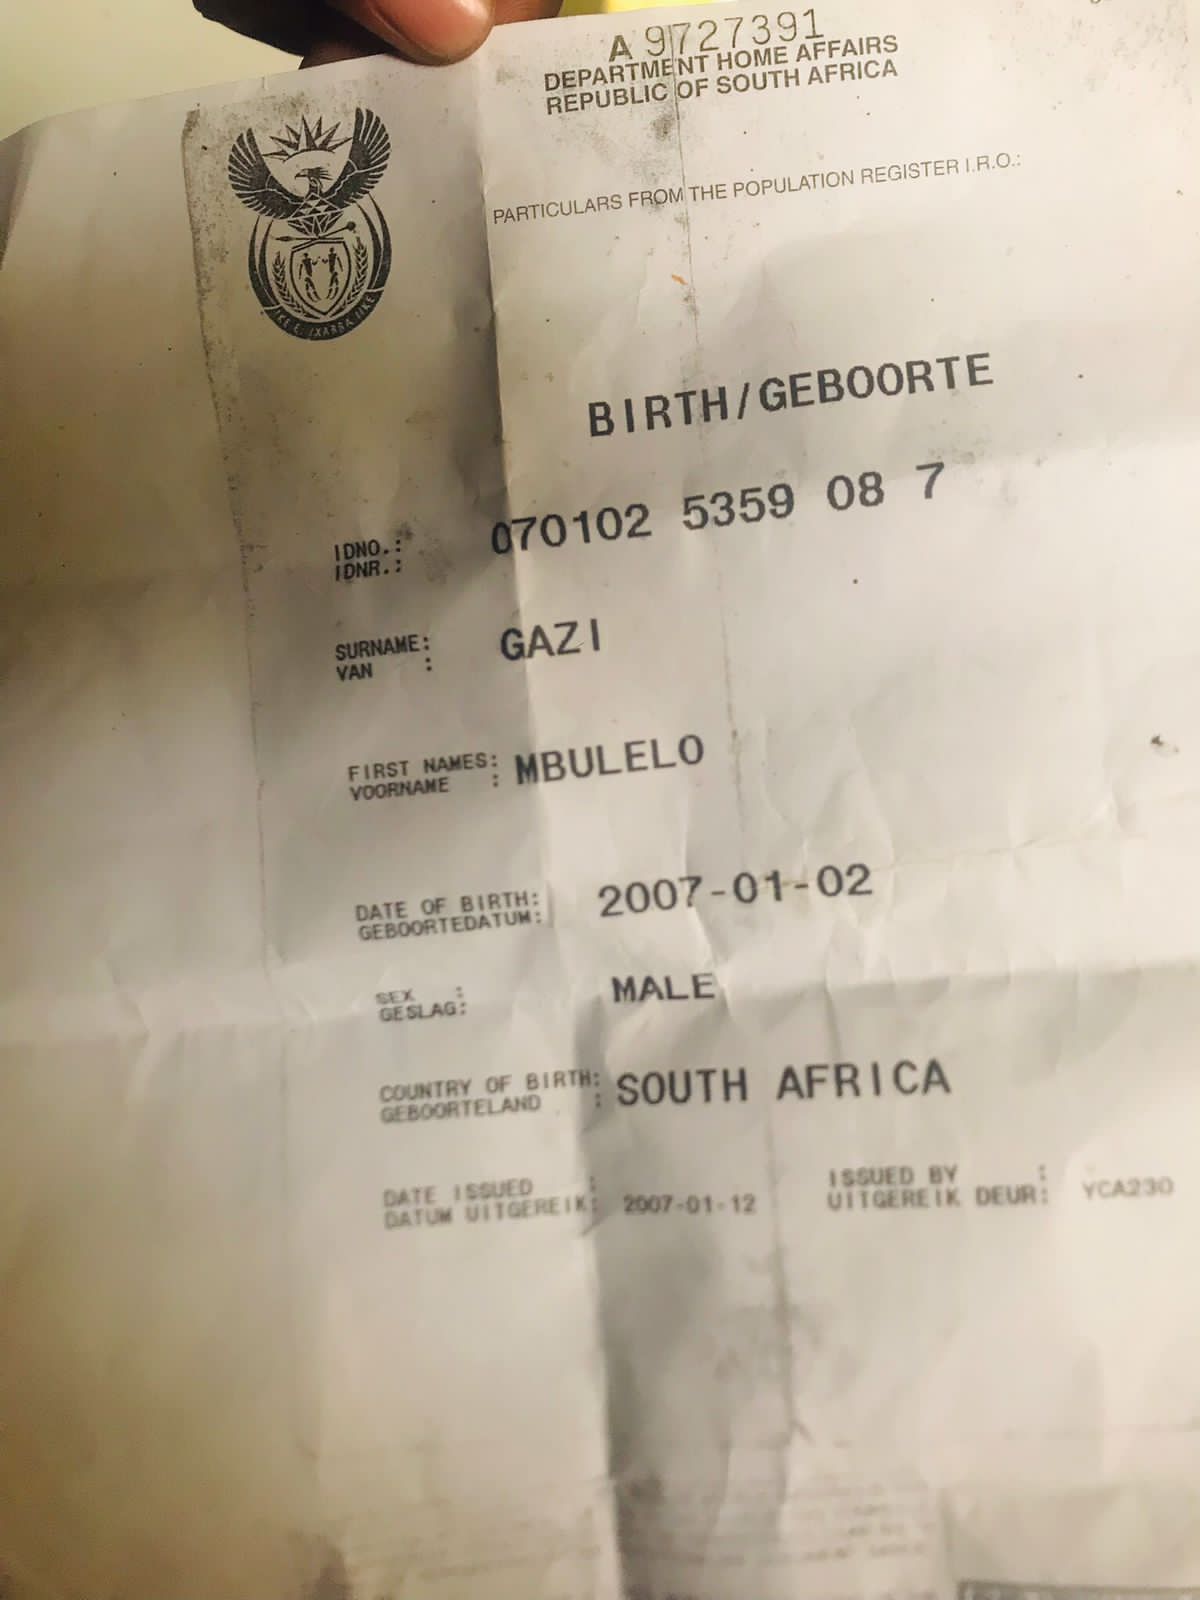 A 9727391
DEPARTMENT HOME AFFAIRS
REPUBLIC OF SOUTH AFRICA
PARTICULARS FROM THE POPULATION REGISTER I.R.O.:
BIRTH/GEBOORTE
IDNO.: 070102 5359 08 7
IDNR.:
SURNAME: GAZI
VAN :
FIRST NAMES: MBULELO
VOORNAME :
DATE OF BIRTH: 2007-01-02
GEBOORTEDATUM:
SEX : MALE
GESLAG:
COUNTRY OF BIRTH: SOUTH AFRICA
GEBOORTELAND :
DATE ISSUED : ISSUED BY :
DATUM UITGEREIK: 2007-01-12 UITGEREIK DEUR: YCA230